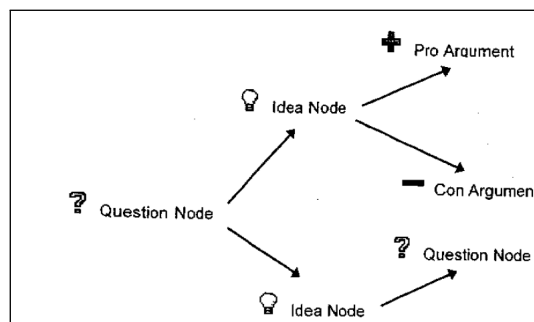 Pro Argument
Idea Node
Con Argumen
? Question Node
? Question Node
Idea Node